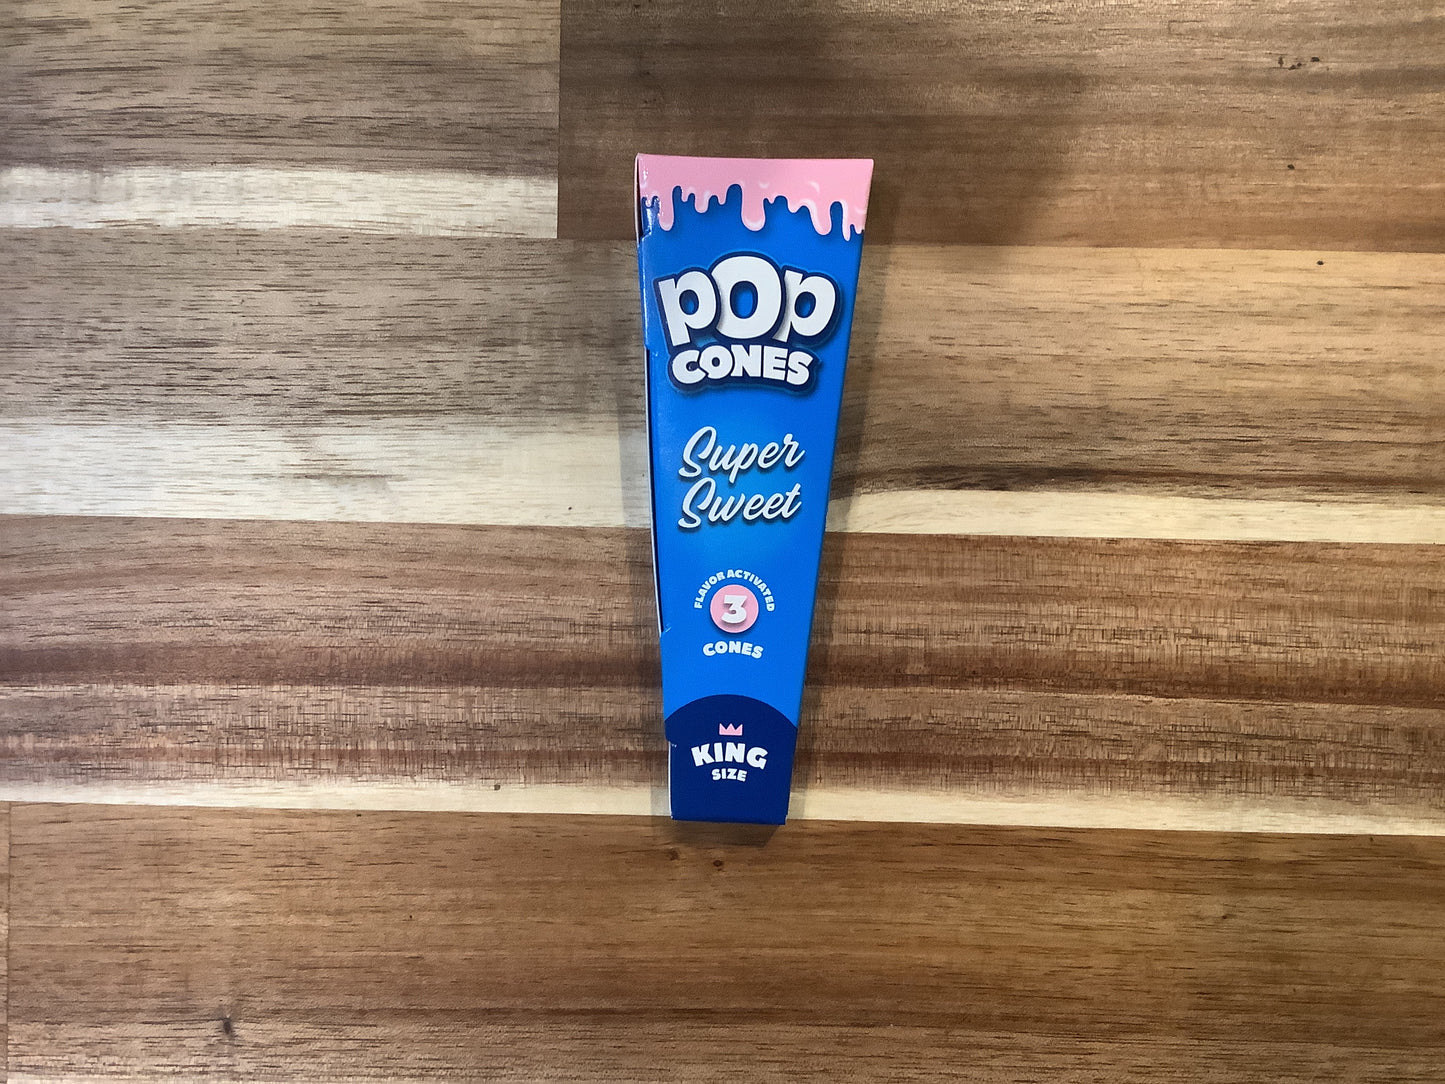 pOp
CONES
Super
Sweet
FLAVOR ACTIVATED
3
CONES
KING
SIZE